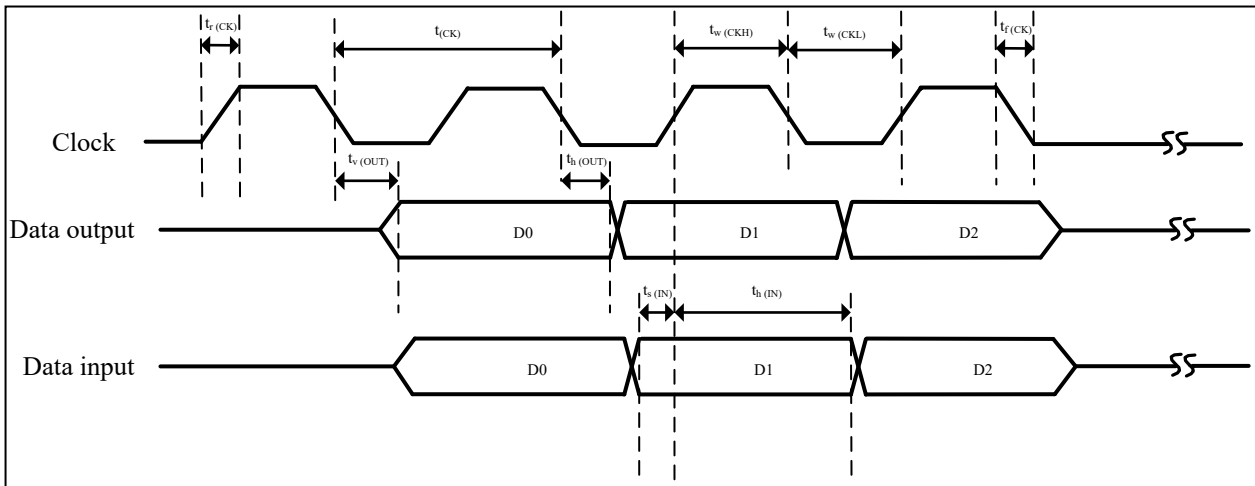 tr (CK)
t(CK)
tw (CKH)
tw (CKL)
tf (CK)
Clock
tv (OUT)
th (OUT)
Data output
D0
D1
D2
ts (IN)
th (IN)
Data input
D0
D1
D2